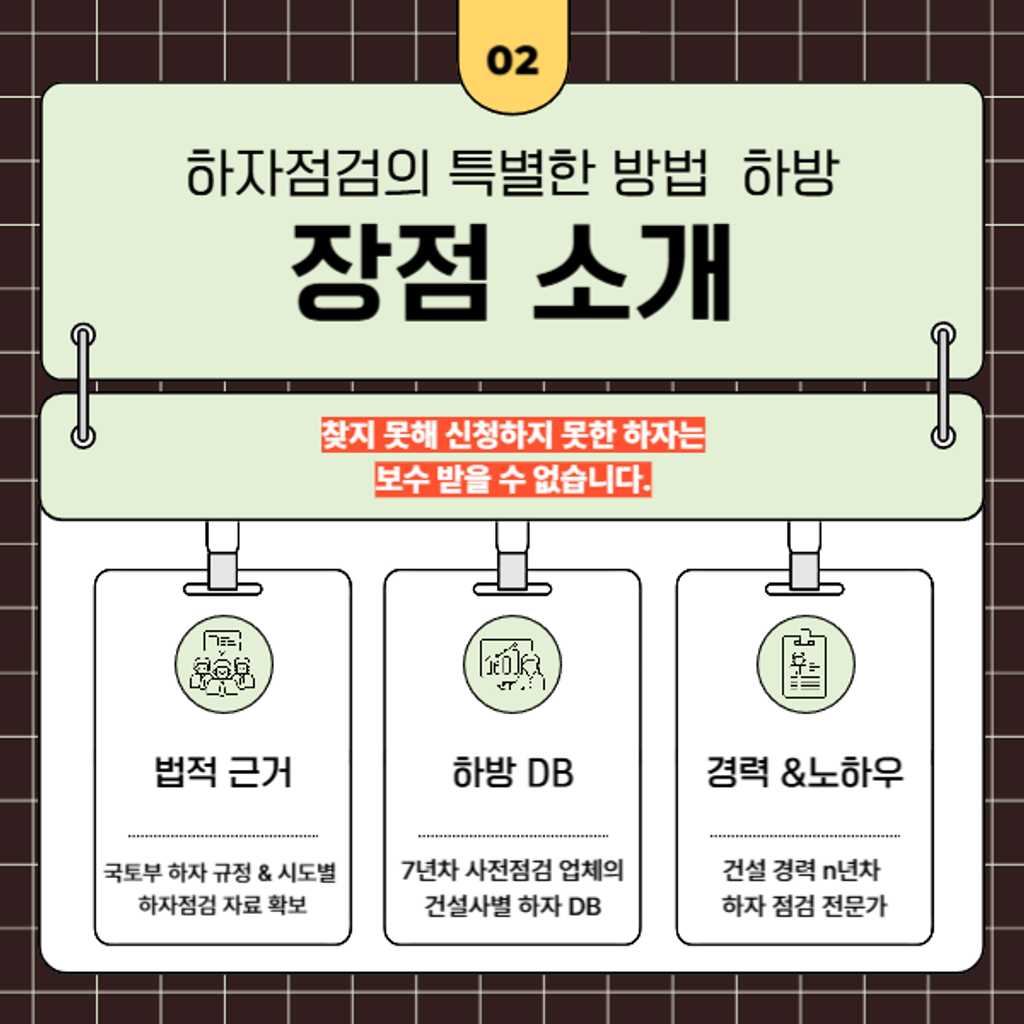 02
하자점검의 특별한 방법 하방
장점 소개
찾지 못해 신청하지 못한 하자는
보수 받을 수 없습니다.
법적 근거
국토부 하자 규정 & 시도별
하자점검 자료 확보
하방 DB
7년차 사전점검 업체의
건설사별 하자 DB
경력 &노하우
건설 경력 n년차
하자 점검 전문가